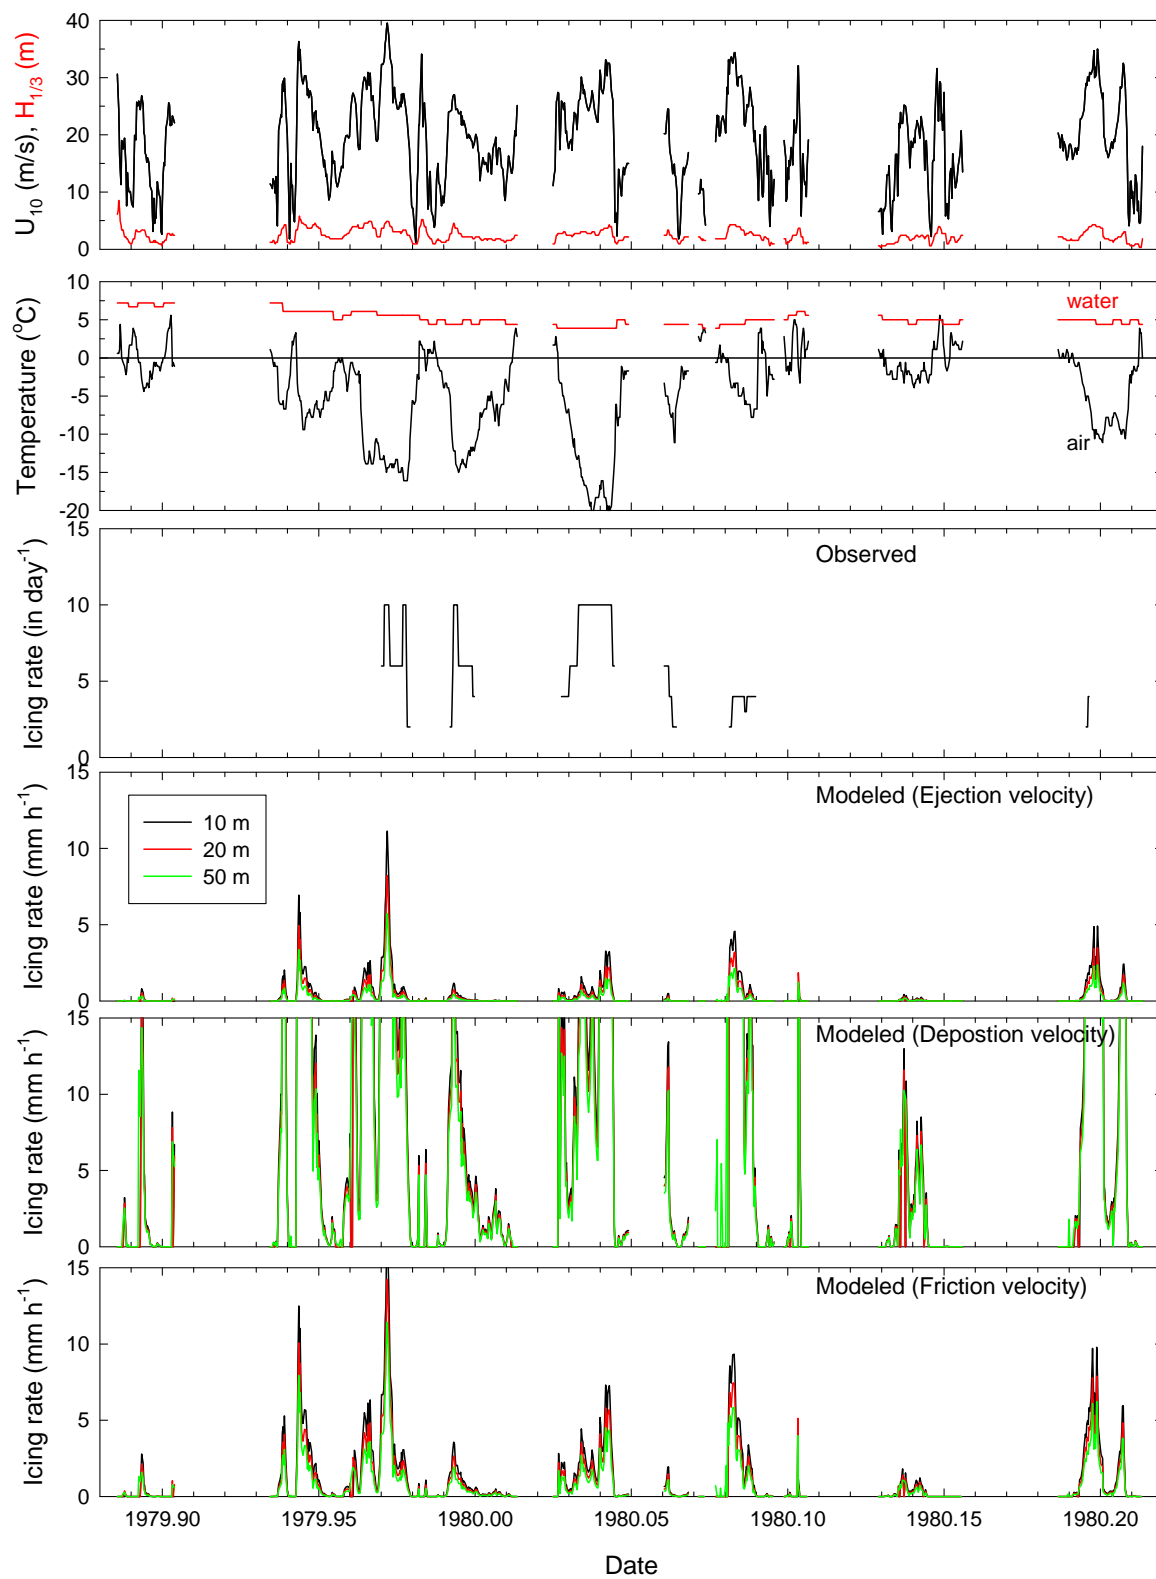 U10 (m/s), H1/3 (m)
40
30
20
10
0
Temperature (oC)
10
5
0
-5
-10
-15
-20
water
air
Icing rate (in day-1)
15
10
5
0
Observed
Icing rate (mm h-1)
15
10
5
0
Modeled (Ejection velocity)
10 m
20 m
50 m
Icing rate (mm h-1)
15
10
5
0
Modeled (Depostion velocity)
Icing rate (mm h-1)
15
10
5
0
Modeled (Friction velocity)
1979.90 1979.95 1980.00 1980.05 1980.10 1980.15 1980.20
Date